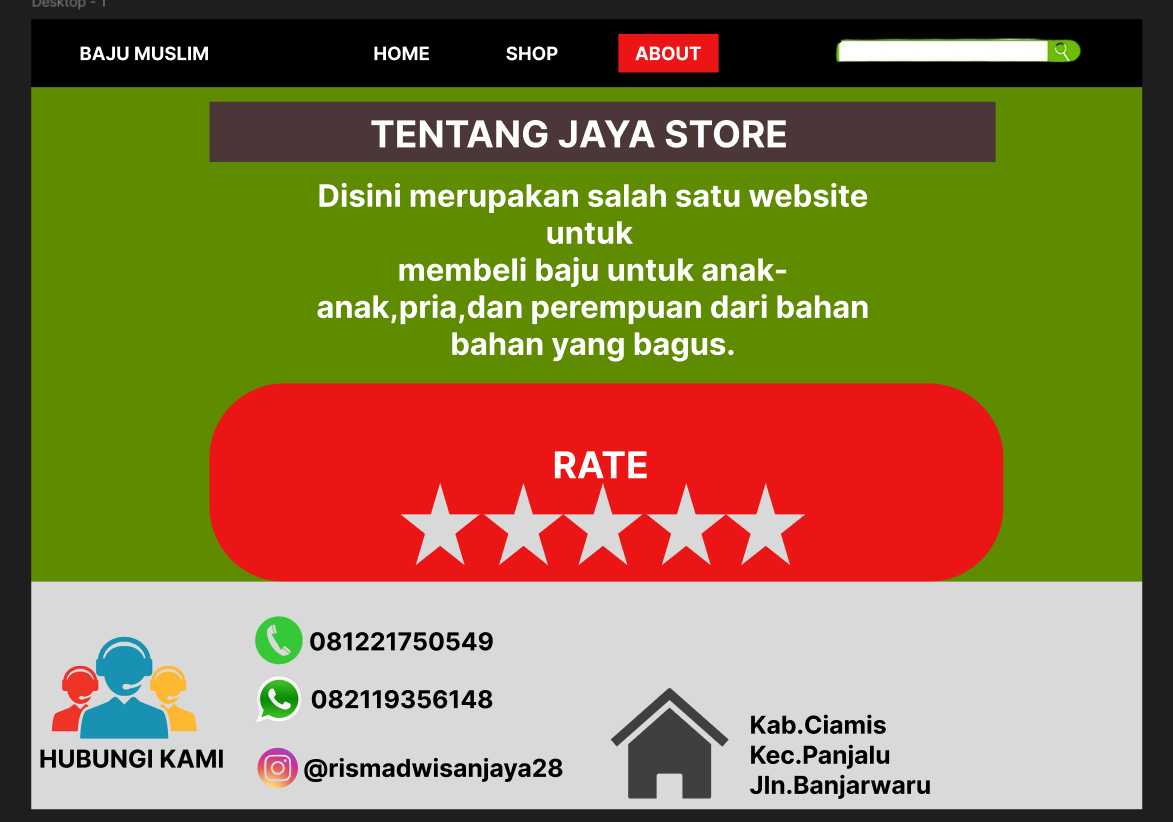 Desktop - 1
BAJU MUSLIM
HOME
SHOP
ABOUT
TENTANG JAYA STORE
Disini merupakan salah satu website
untuk
membeli baju untuk anak-
anak,pria,dan perempuan dari bahan
bahan yang bagus.
RATE
081221750549
082119356148
HUBUNGI KAMI
@rismadwisanjaya28
Kab.Ciamis
Kec.Panjalu
Jln.Banjarwaru